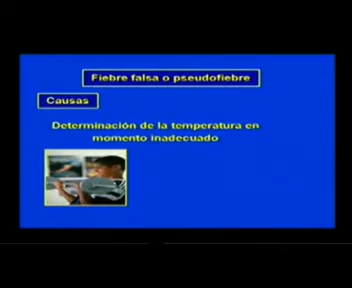 Fiebre falsa o pseudofiebre
Causas
Determinación de la temperatura en
momento inadecuado